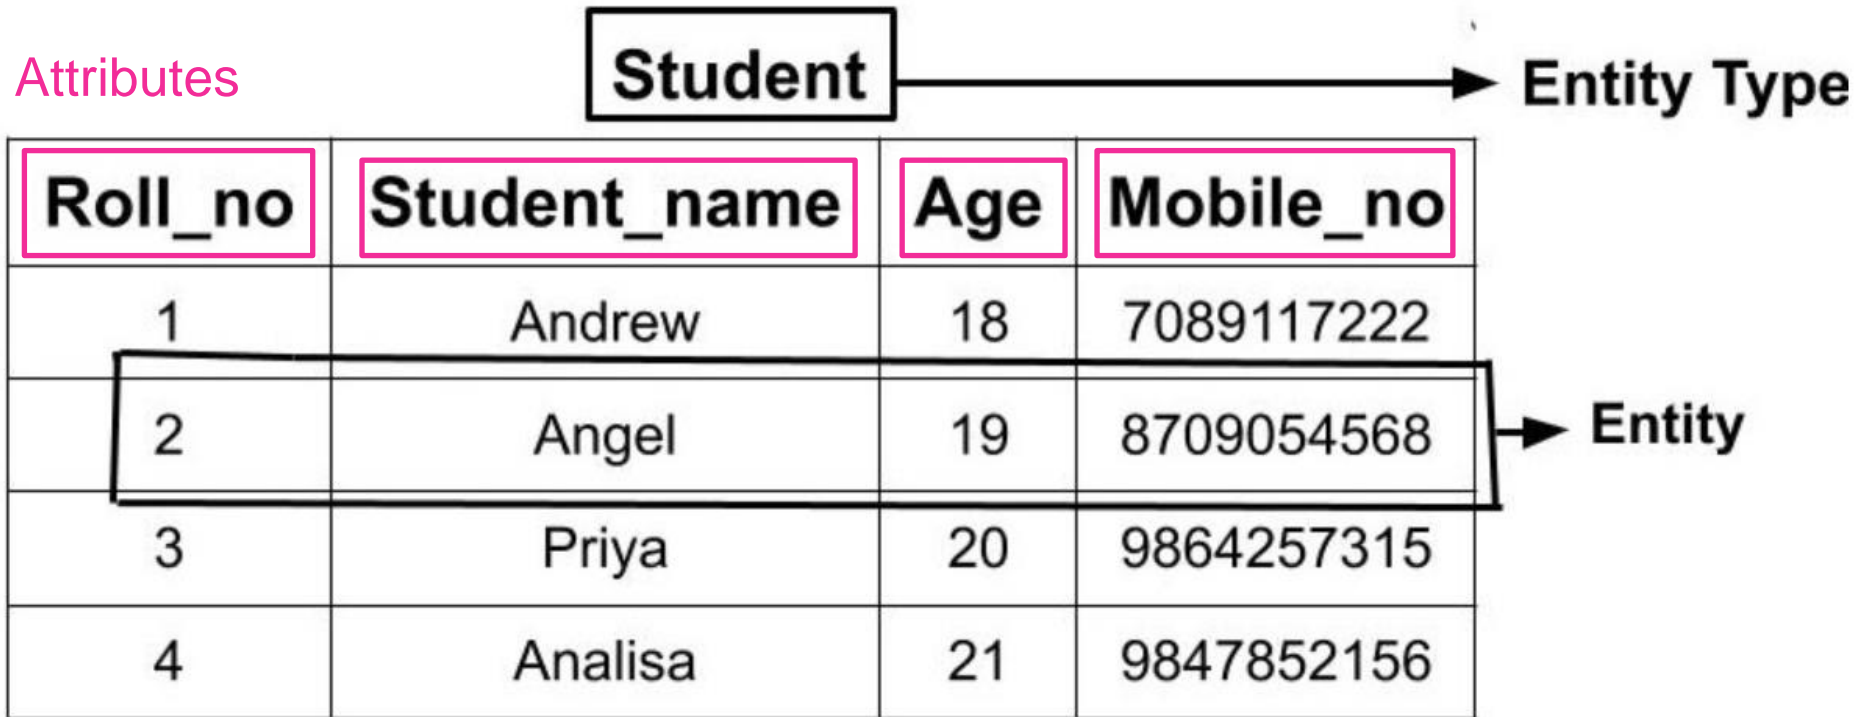 Attributes
Student
Entity Type
Roll_no Student_name Age Mobile_no
1 Andrew 18 7089117222
2 Angel 19 8709054568
Entity
3 Priya 20 9864257315
4 Analisa 21 9847852156